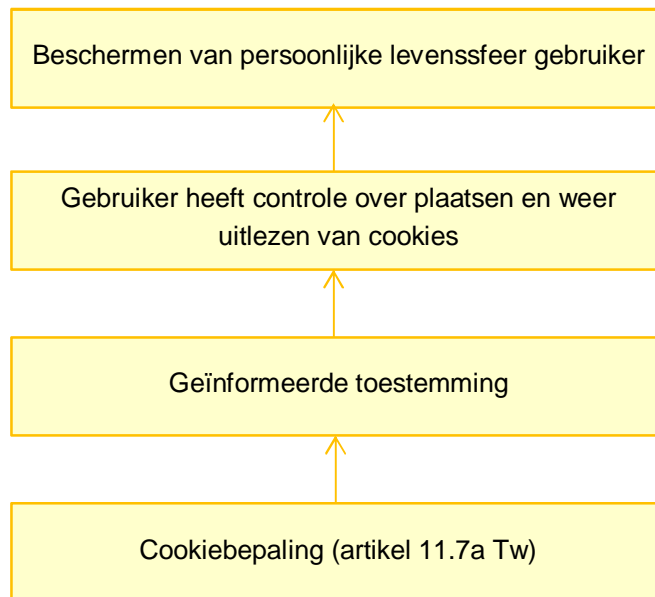 Beschermen van persoonlijke levenssfeer gebruiker
Gebruiker heeft controle over plaatsen en weer
uitlezen van cookies
Geïnformeerde toestemming
Cookiebepaling (artikel 11.7a Tw)